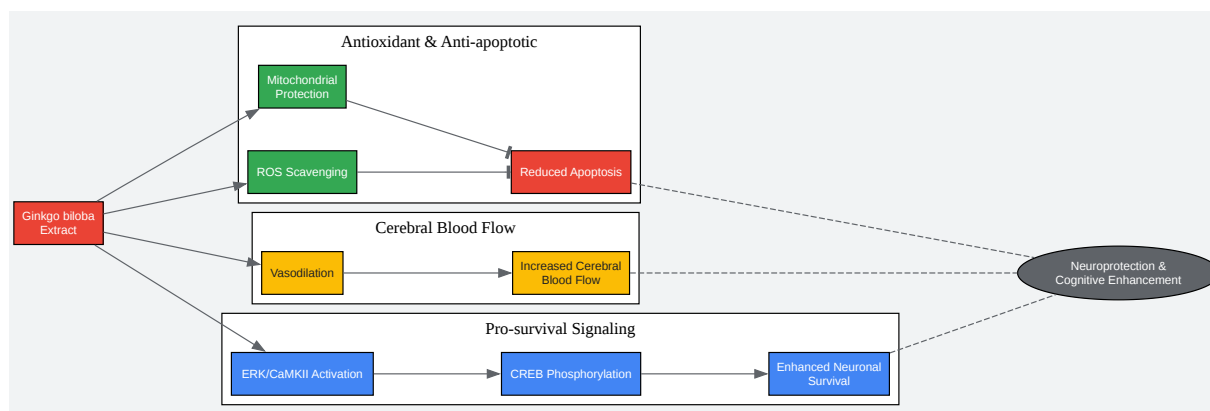 Antioxidant & Anti-apoptotic
Mitochondrial
Protection
ROS Scavenging
Reduced Apoptosis
Ginkgo biloba
Extract
Cerebral Blood Flow
Vasodilation
Increased Cerebral
Blood Flow
Neuroprotection &
Cognitive Enhancement
Pro-survival Signaling
ERK/CaMKII Activation
CREB Phosphorylation
Enhanced Neuronal
Survival